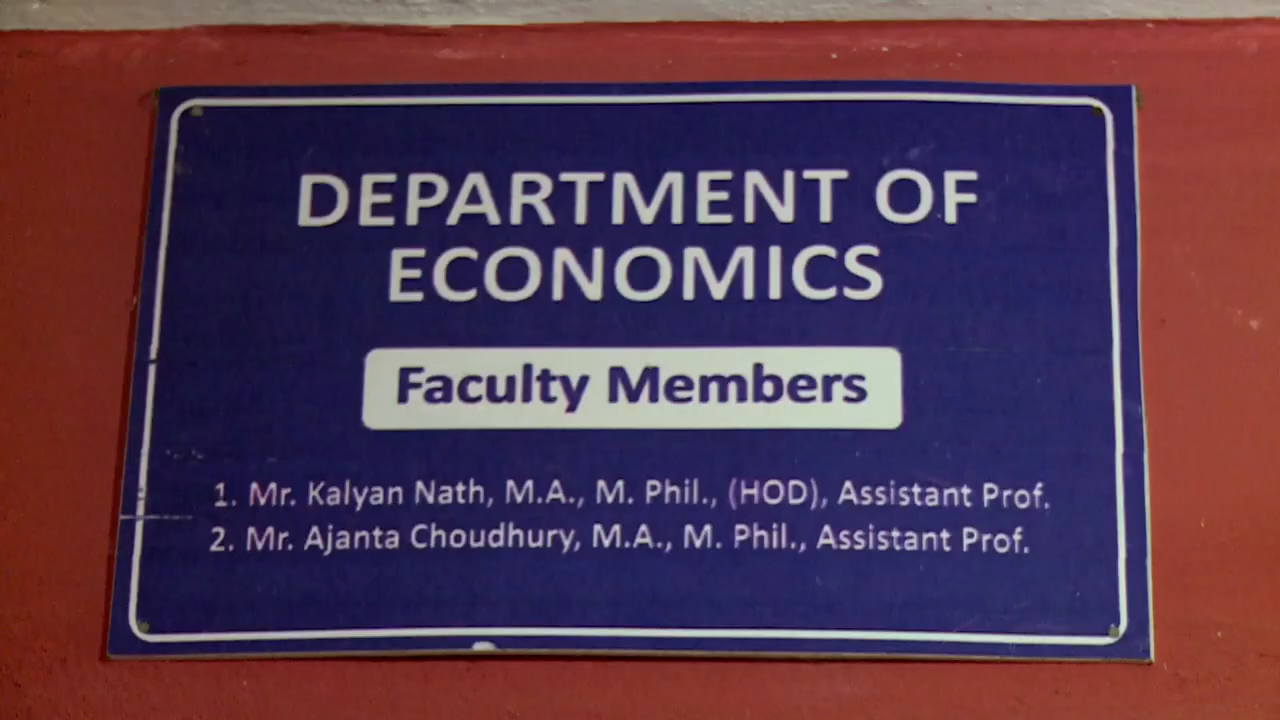 DEPARTMENT OF
ECONOMICS
Faculty Members
1. Mr. Kalyan Nath, M.A., M. Phil., (HOD), Assistant Prof.
2. Mr. Ajanta Choudhury, M.A., M. Phil., Assistant Prof.